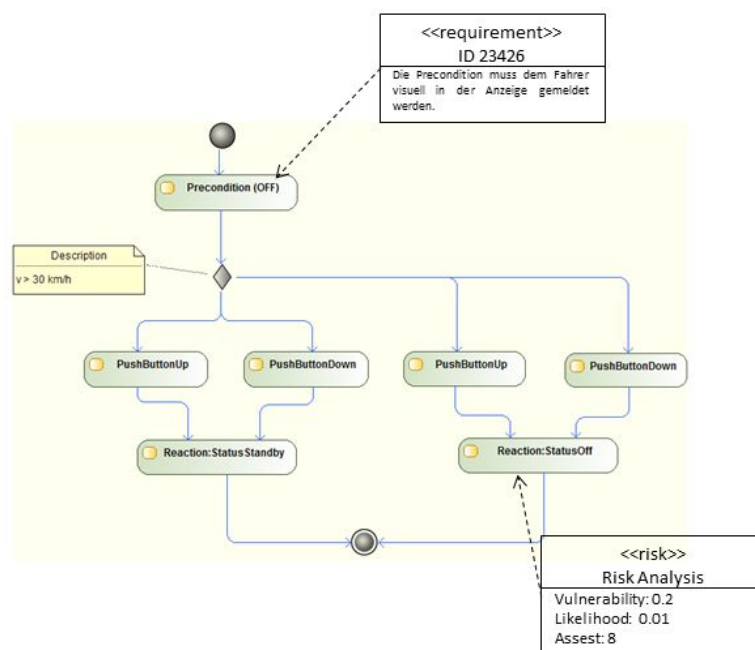 <<requirement>>
ID 23426
Die Precondition muss dem Fahrer
visuell in der Anzeige gemeldet
werden.
Precondition (OFF)
Description
v > 30 km/h
PushButtonUp
PushButtonDown
PushButtonUp
PushButtonDown
Reaction:StatusStandby
Reaction:StatusOff
<<risk>>
Risk Analysis
Vulnerability: 0.2
Likelihood: 0.01
Assest: 8